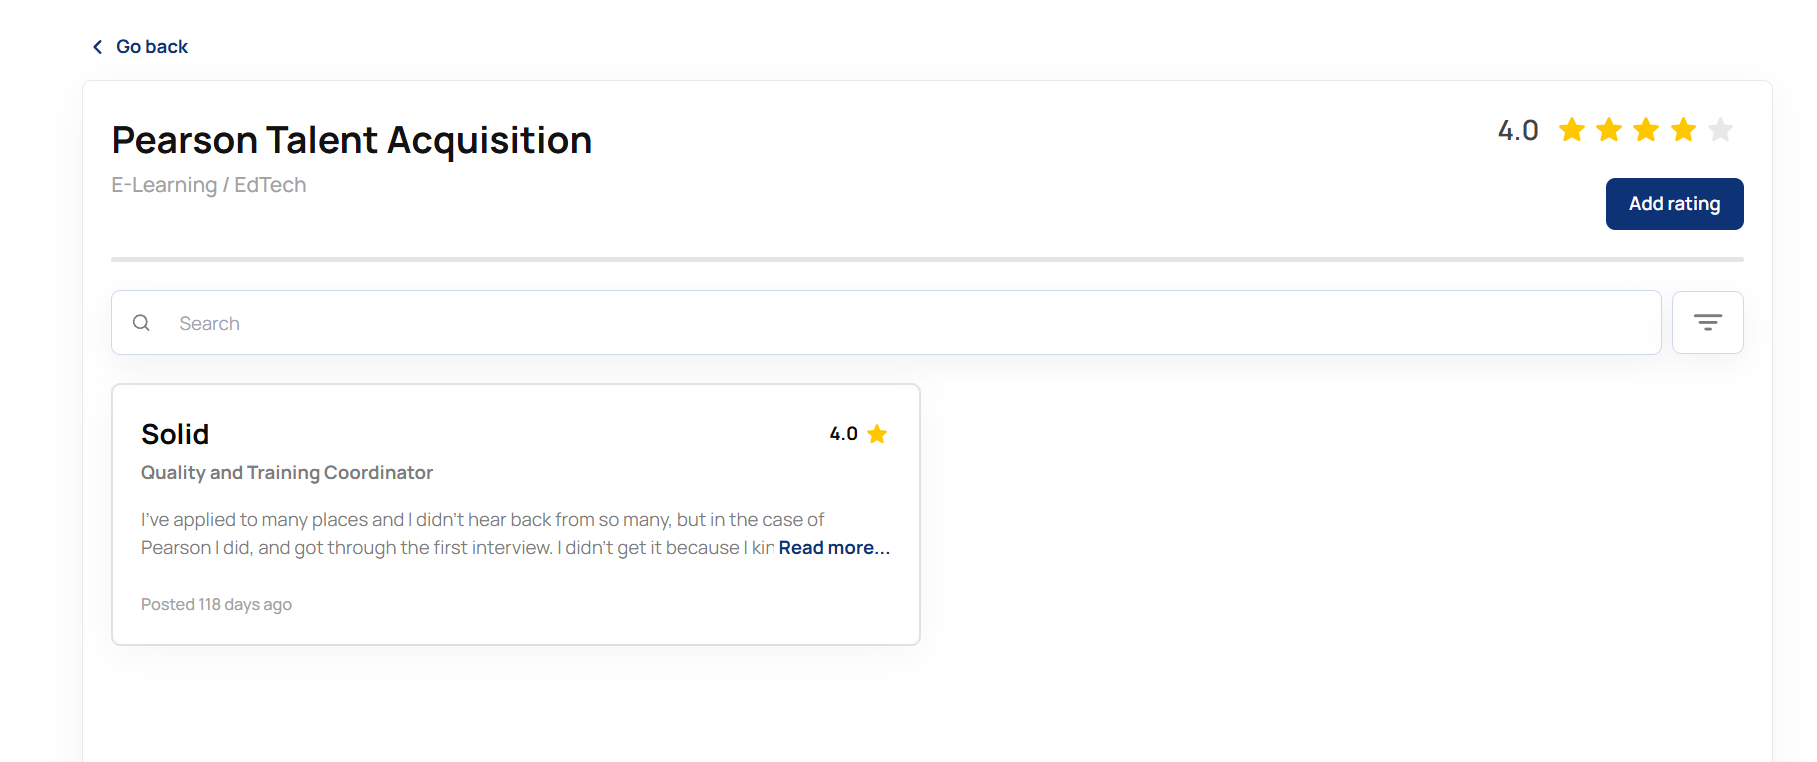 Go back
Pearson Talent Acquisition
4.0
E-Learning / EdTech
Add rating
Search
Solid
4.0
Quality and Training Coordinator
I've applied to many places and I didn't hear back from so many, but in the case of
Pearson I did, and got through the first interview. I didn't get it because I Read more...
Posted 118 days ago